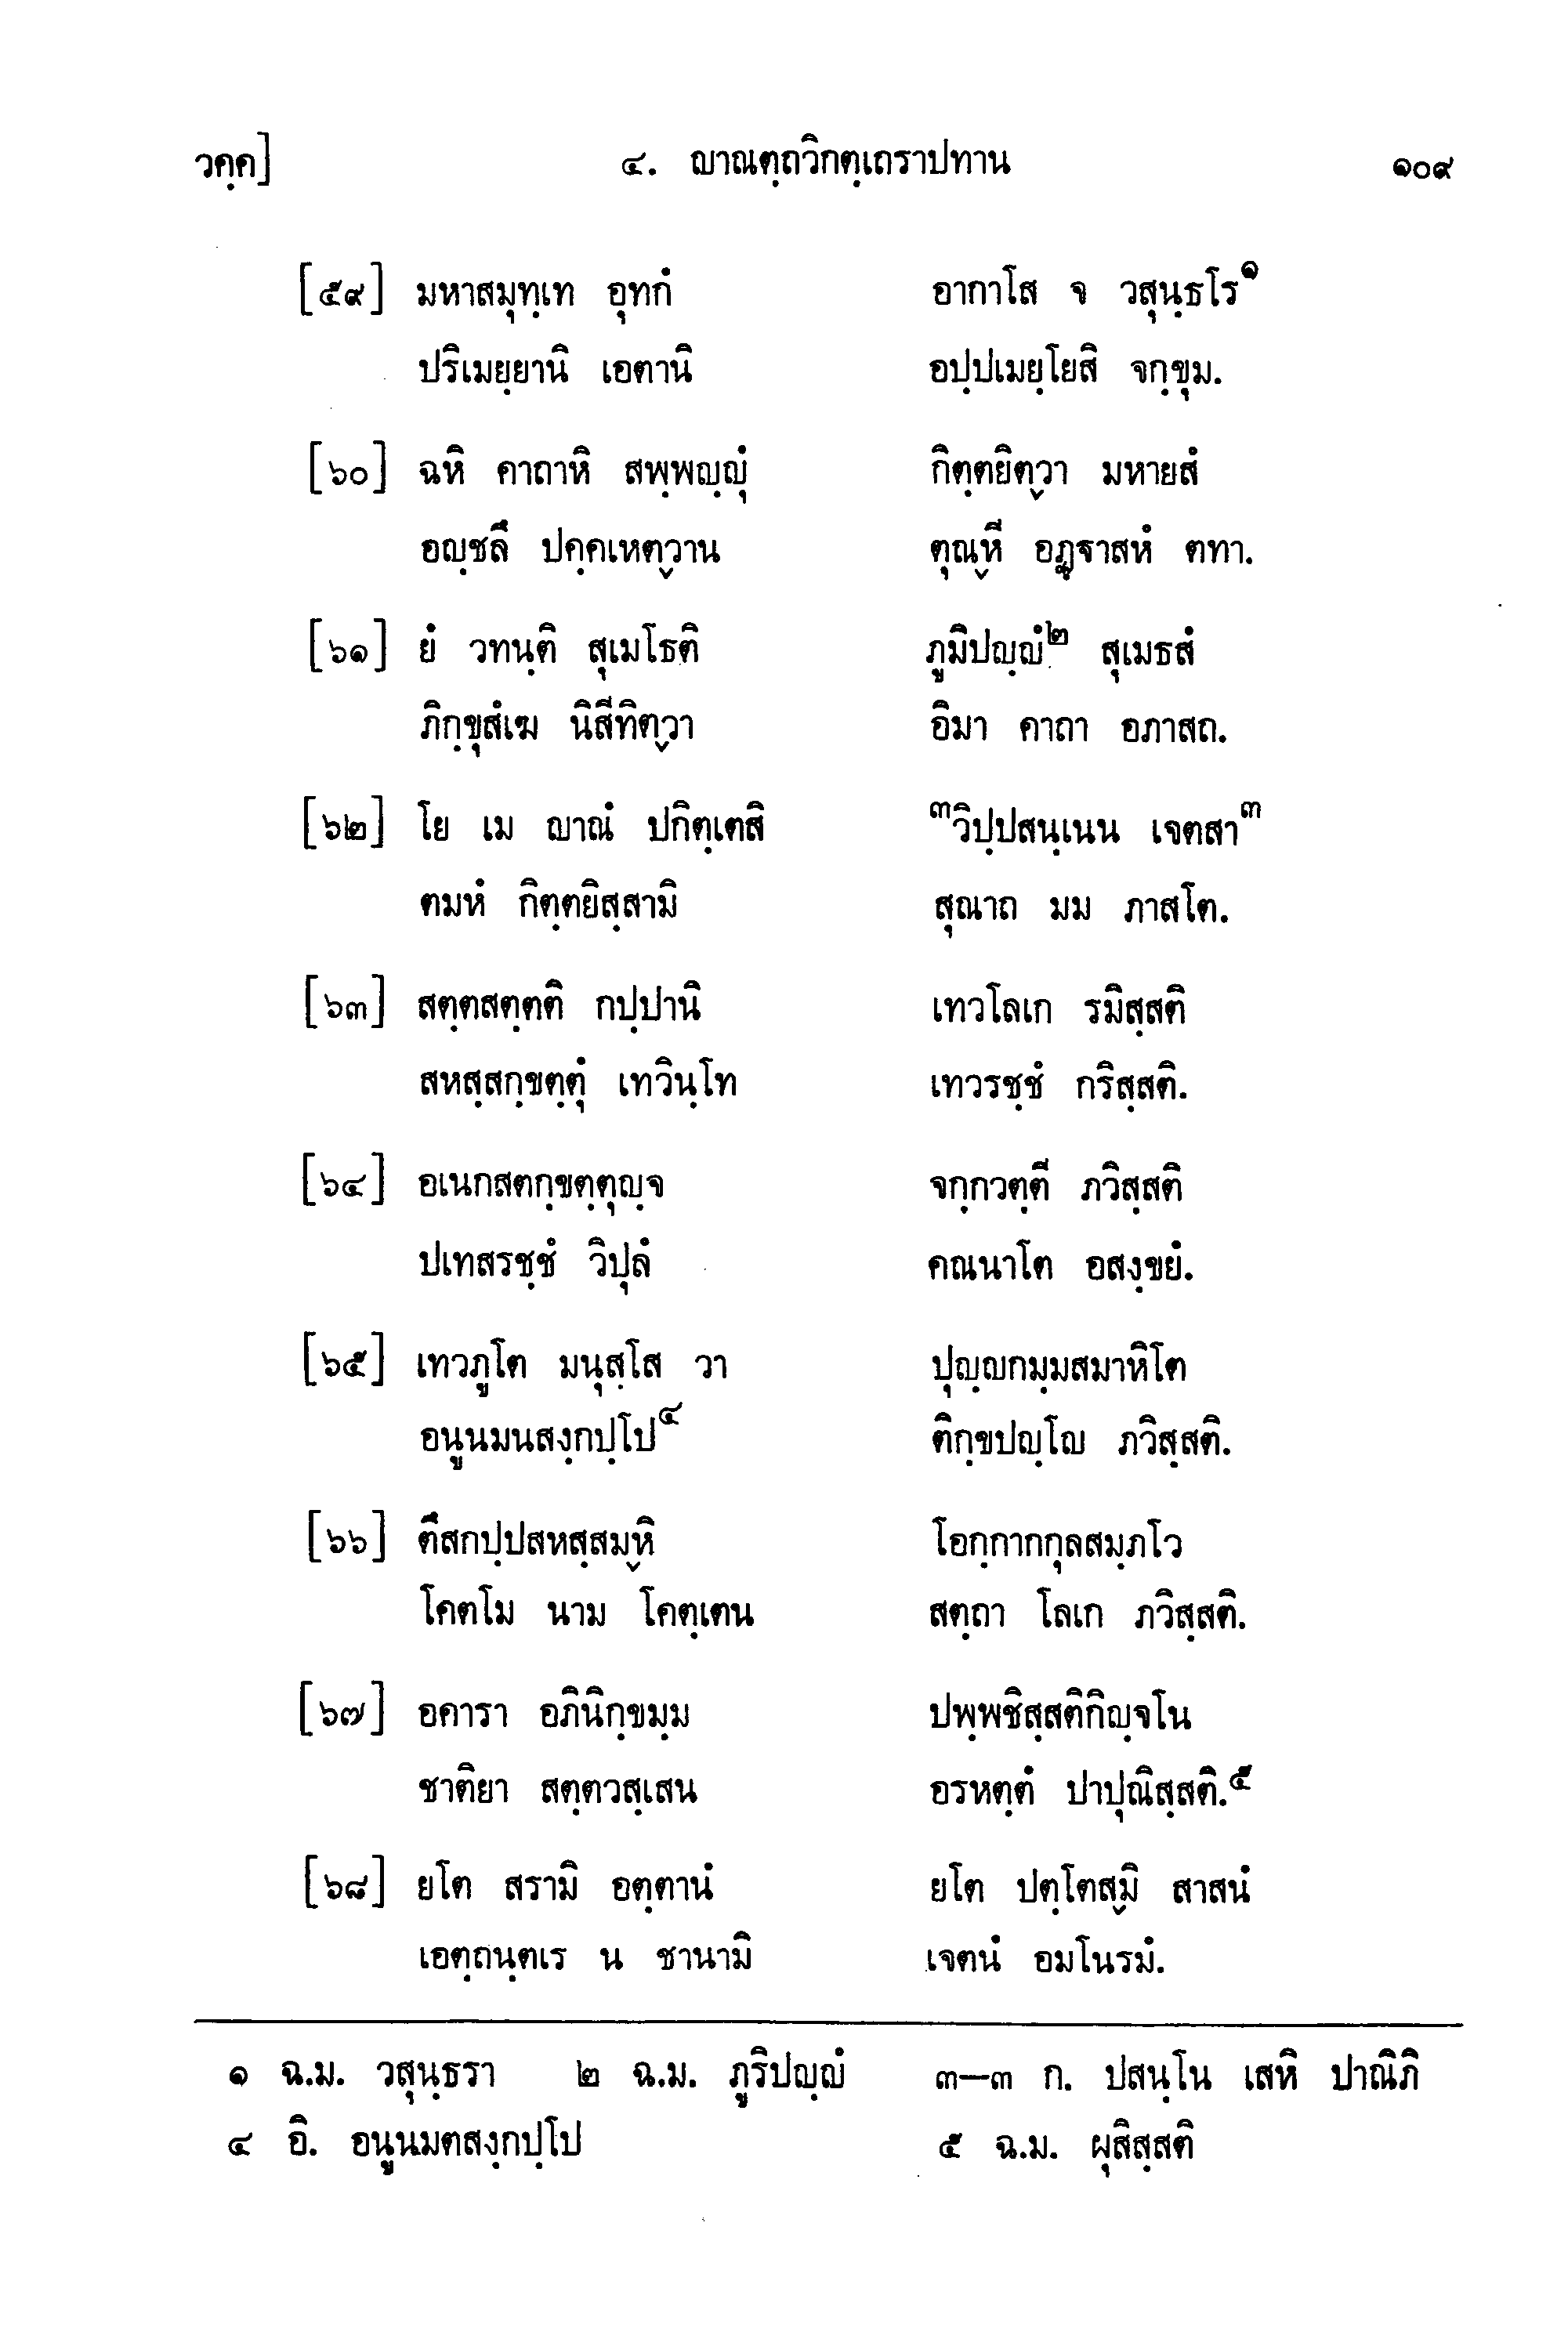 วคฺค] ๔. ญาณตฺถวิกตฺเถราปทาน ๑๐๙
[๕๙] มหาสมุทฺเท อุทกํ อากาโส จ วสุนฺธโร๑
ปริเมยฺยานิ เอตานิ อปฺปเมยฺโยสิ จกฺขุม.
[๖๐] ฉหิ คาถาหิ สพฺพญฺญุํ กิตฺตยิตฺวา มหายสํ
อญฺชลึ ปคฺคเหตฺวาน ตุณฺหี อฏฺฐาสหํ ตทา.
[๖๑] ยํ วทนฺติ สุเมโธติ ภูมิปญฺญํ๒ สุเมธสํ
ภิกฺขุสํเฆ นิสีทิตฺวา อิมา คาถา อภาสถ.
[๖๒] โย เม ญาณํ ปกิตฺเตสิ ๓วิปฺปสนฺเนน เจตสา๓
ตมหํ กิตฺตยิสฺสามิ สุณาถ มม ภาสโต.
[๖๓] สตฺตสตฺตติ กปฺปานิ เทวโลเก รมิสฺสติ
สหสฺสกฺขตฺตุํ เทวินฺโท เทวรชฺชํ กริสฺสติ.
[๖๔] อเนกสตกฺขตฺตุญฺจ จกฺกวตฺตี ภวิสฺสติ
ปเทสรชฺชํ วิปุลํ คณนาโต อสงฺขยํ.
[๖๕] เทวภูโต มนุสฺโส วา ปุญฺญกมฺมสมาหิโต
อนูนมนสงฺกปฺโป๔ ติกฺขปญฺโญ ภวิสฺสติ.
[๖๖] ตึสกปฺปสหสฺสมฺหิ โอกฺกากกุลสมฺภโว
โคตโม นาม โคตฺเตน สตฺถา โลเก ภวิสฺสติ.
[๖๗] อคารา อภินิกฺขมฺม ปพฺพชิสฺสติกิญฺจโน
ชาติยา สตฺตวสฺเสน อรหตฺตํ ปาปุณิสฺสติ.๕
[๖๘] ยโต สรามิ อตฺตานํ ยโต ปตฺโตสฺมิ สาสนํ
เอตฺถนฺตเร น ชานามิ เจตนํ อมโนรมํ.
๑ ฉ.ม. วสุนฺธรา ๒ ฉ.ม. ภูริปญฺญํ ๓—๓ ก. ปสนฺโน เสหิ ปาณิภิ
๔ อิ. อนูนมตสงฺกปฺโป ๕ ฉ.ม. ผุสิสฺสติ